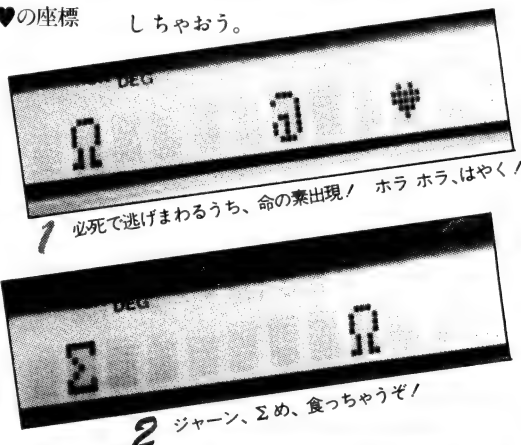 ♥の座標
しちゃおう。
DEG
Ω a ♥
1 必死で逃げまわるうち、命の素出現! ホラ ホラ、はやく!
DEG
Σ Ω
2 ジャーン、Σめ、食っちゃうぞ!